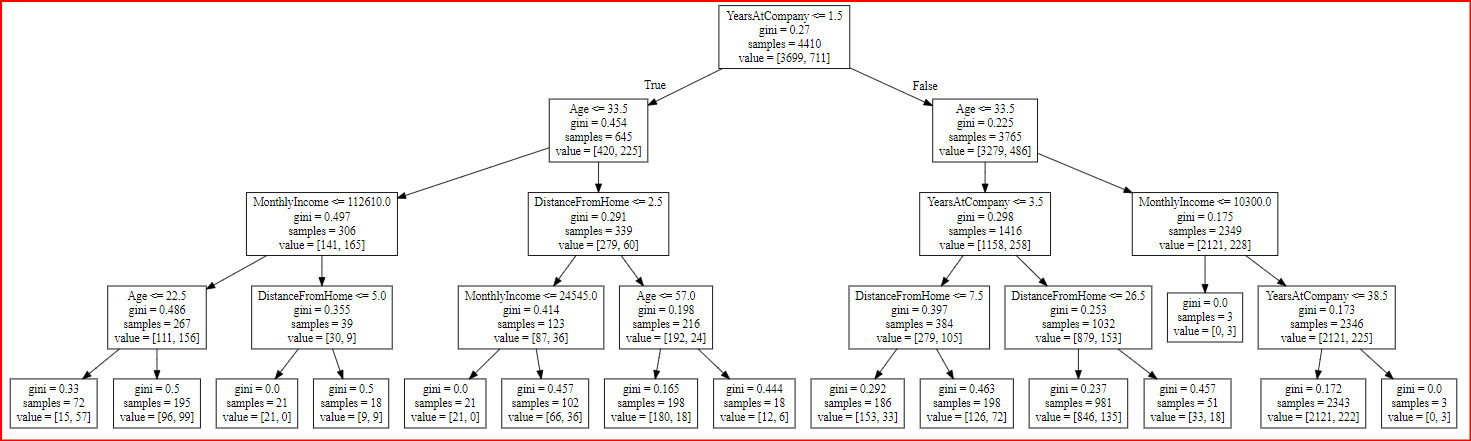 YearsAtCompany <= 1.5
gini = 0.27
samples = 4410
value = [3699, 711]
True
False
Age <= 33.5
gini = 0.454
samples = 645
value = [420, 225]
Age <= 33.5
gini = 0.225
samples = 3765
value = [3279, 486]
MonthlyIncome <= 112610.0
gini = 0.497
samples = 306
value = [141, 165]
DistanceFromHome <= 2.5
gini = 0.291
samples = 339
value = [279, 60]
YearsAtCompany <= 3.5
gini = 0.298
samples = 1416
value = [1158, 258]
MonthlyIncome <= 10300.0
gini = 0.175
samples = 2349
value = [2121, 228]
Age <= 22.5
gini = 0.486
samples = 267
value = [111, 156]
DistanceFromHome <= 5.0
gini = 0.355
samples = 39
value = [30, 9]
MonthlyIncome <= 24545.0
gini = 0.414
samples = 123
value = [87, 36]
Age <= 57.0
gini = 0.198
samples = 216
value = [192, 24]
DistanceFromHome <= 7.5
gini = 0.397
samples = 384
value = [279, 105]
DistanceFromHome <= 26.5
gini = 0.253
samples = 1032
value = [879, 153]
gini = 0.0
samples = 3
value = [0, 3]
YearsAtCompany <= 38.5
gini = 0.173
samples = 2346
value = [2121, 225]
gini = 0.33
samples = 72
value = [15, 57]
gini = 0.5
samples = 195
value = [96, 99]
gini = 0.0
samples = 21
value = [21, 0]
gini = 0.5
samples = 18
value = [9, 9]
gini = 0.0
samples = 21
value = [21, 0]
gini = 0.457
samples = 102
value = [66, 36]
gini = 0.165
samples = 198
value = [180, 18]
gini = 0.444
samples = 18
value = [12, 6]
gini = 0.292
samples = 186
value = [153, 33]
gini = 0.463
samples = 198
value = [126, 72]
gini = 0.237
samples = 981
value = [846, 135]
gini = 0.457
samples = 51
value = [33, 18]
gini = 0.172
samples = 2343
value = [2121, 222]
gini = 0.0
samples = 3
value = [0, 3]